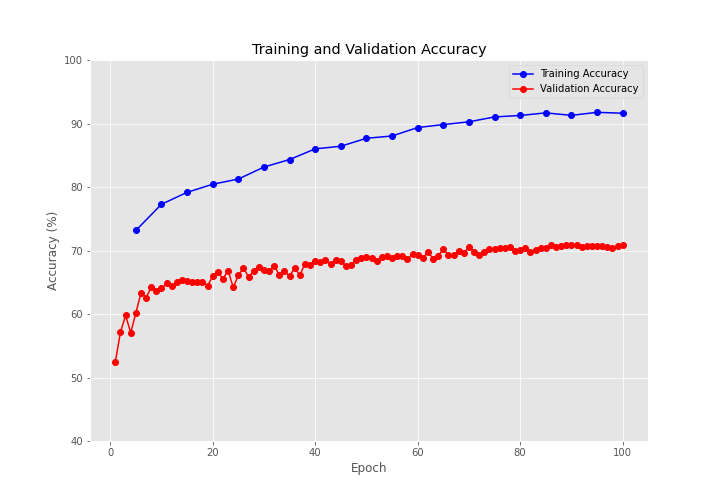 Training and Validation Accuracy
100
90
80
70
60
50
40
Accuracy (%)
Training Accuracy
Validation Accuracy
0 20 40 60 80 100
Epoch